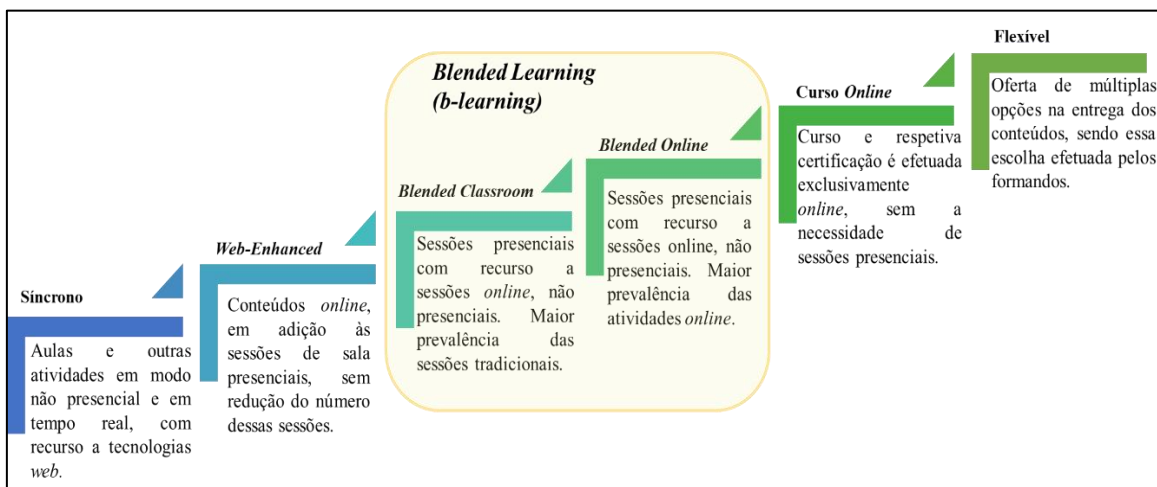 Síncrono
Aulas e outras
atividades em modo
não presencial e em
tempo real, com
recurso a tecnologias
web.
Web-Enhanced
Conteúdos online,
em adição às
sessões de sala
presenciais, sem
redução do número
dessas sessões.
Blended Learning
(b-learning)
Blended Classroom
Sessões presenciais
com recurso a
sessões online, não
presenciais. Maior
prevalência das
sessões tradicionais.
Blended Online
Sessões presenciais
com recurso a
sessões online, não
presenciais. Maior
prevalência das
atividades online.
Curso Online
Curso e respetiva
certificação é efetuada
exclusivamente
online, sem a
necessidade de
sessões presenciais.
Flexível
Oferta de múltiplas
opções na entrega dos
conteúdos, sendo essa
escolha efetuada pelos
formandos.